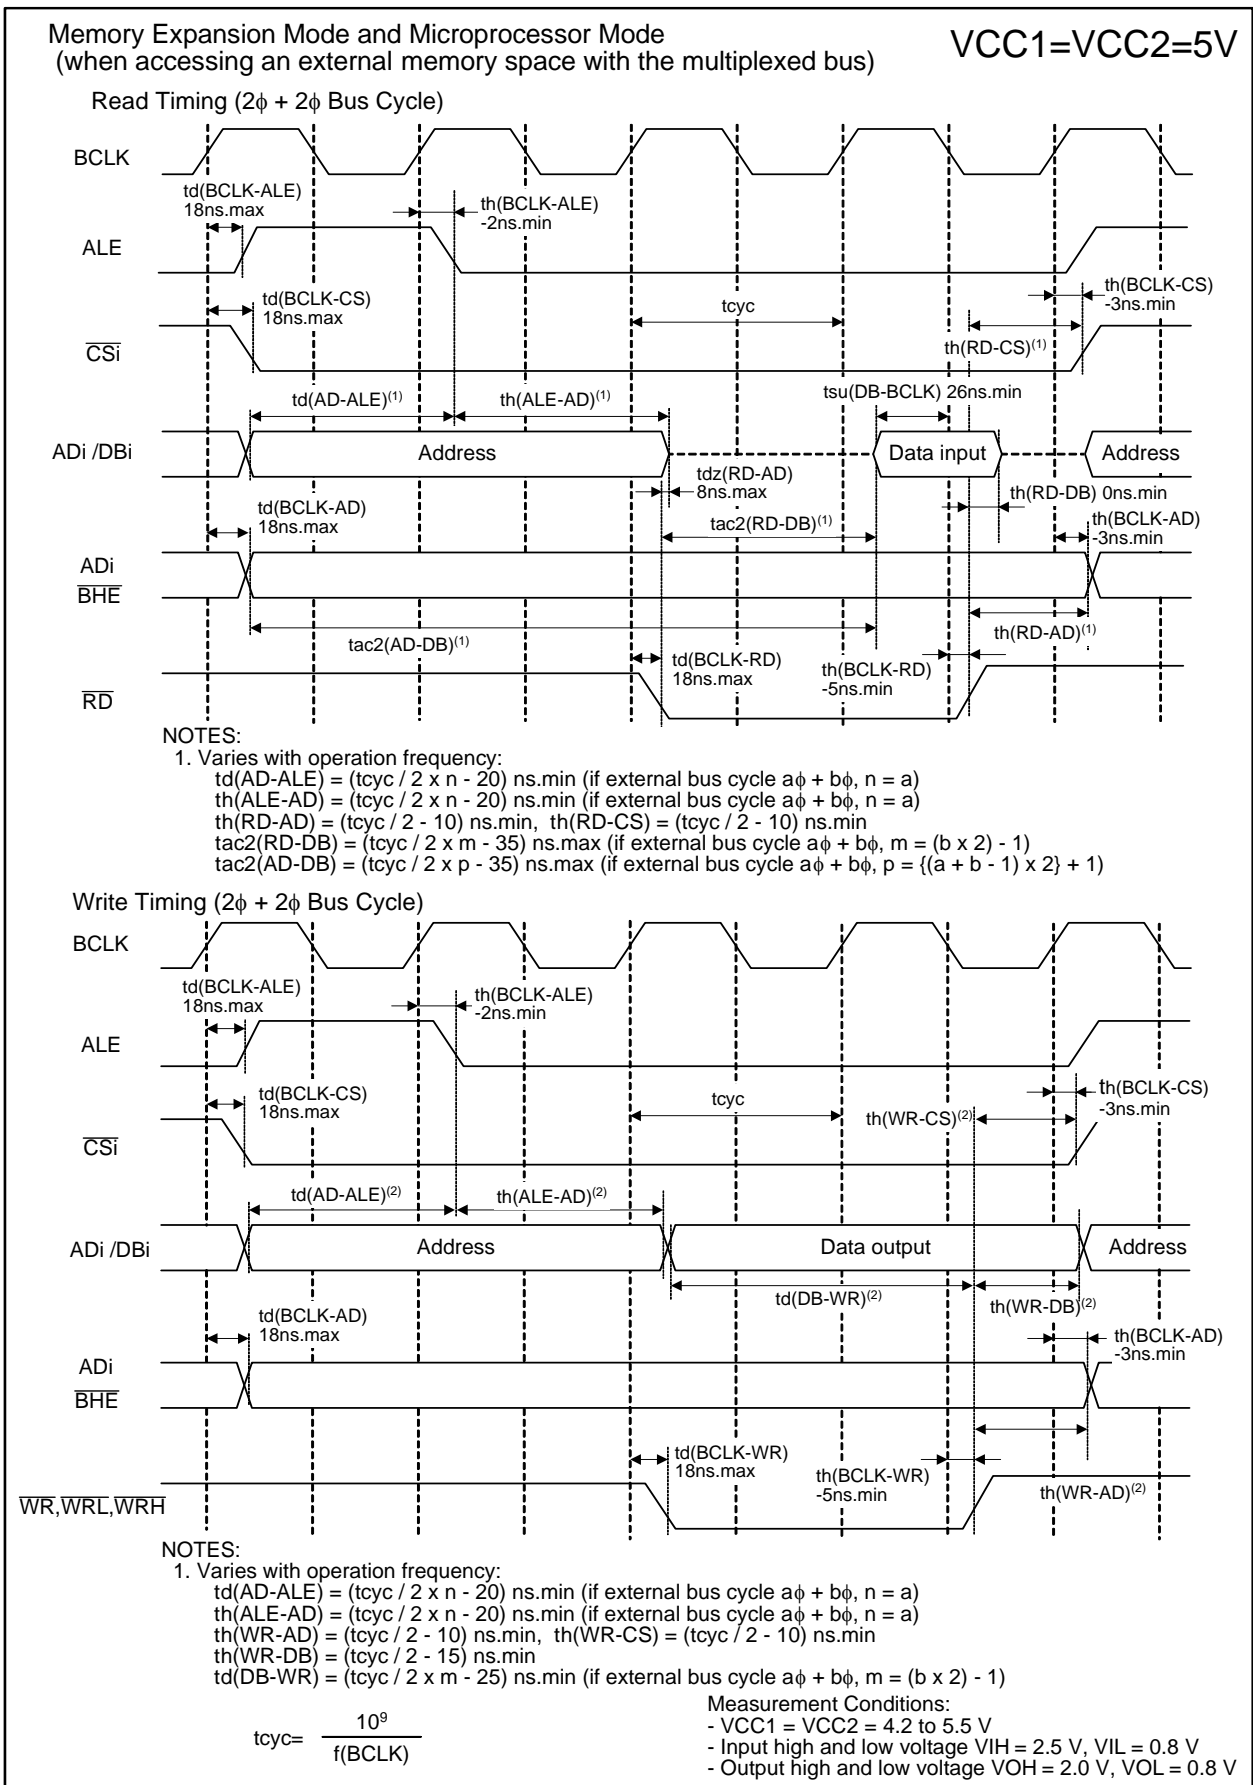 Memory Expansion Mode and Microprocessor Mode
(when accessing an external memory space with the multiplexed bus)
VCC1=VCC2=5V
Read Timing (2ϕ + 2ϕ Bus Cycle)
BCLK
td(BCLK-ALE)
18ns.max
th(BCLK-ALE)
-2ns.min
ALE
td(BCLK-CS)
18ns.max
tcyc
th(BCLK-CS)
-3ns.min
CSi
th(RD-CS)(1)
td(AD-ALE)(1)
th(ALE-AD)(1)
tsu(DB-BCLK) 26ns.min
ADi /DBi
Address
Data input
Address
tdz(RD-AD)
8ns.max
th(RD-DB) 0ns.min
td(BCLK-AD)
18ns.max
tac2(RD-DB)(1)
th(BCLK-AD)
-3ns.min
ADi
BHE
tac2(AD-DB)(1)
th(RD-AD)(1)
td(BCLK-RD)
18ns.max
th(BCLK-RD)
-5ns.min
RD
NOTES:
1. Varies with operation frequency:
td(AD-ALE) = (tcyc / 2 x n - 20) ns.min (if external bus cycle aϕ + bϕ, n = a)
th(ALE-AD) = (tcyc / 2 x n - 20) ns.min (if external bus cycle aϕ + bϕ, n = a)
th(RD-AD) = (tcyc / 2 - 10) ns.min, th(RD-CS) = (tcyc / 2 - 10) ns.min
tac2(RD-DB) = (tcyc / 2 x m - 35) ns.max (if external bus cycle aϕ + bϕ, m = (b x 2) - 1)
tac2(AD-DB) = (tcyc / 2 x p - 35) ns.max (if external bus cycle aϕ + bϕ, p = {(a + b - 1) x 2} + 1)
Write Timing (2ϕ + 2ϕ Bus Cycle)
BCLK
td(BCLK-ALE)
18ns.max
th(BCLK-ALE)
-2ns.min
ALE
td(BCLK-CS)
18ns.max
tcyc
th(WR-CS)(2)
th(BCLK-CS)
-3ns.min
CSi
td(AD-ALE)(2)
th(ALE-AD)(2)
ADi /DBi
Address
Data output
Address
td(DB-WR)(2)
th(WR-DB)(2)
td(BCLK-AD)
18ns.max
th(BCLK-AD)
-3ns.min
ADi
BHE
td(BCLK-WR)
18ns.max
th(BCLK-WR)
-5ns.min
th(WR-AD)(2)
WR,WRL,WRH
NOTES:
1. Varies with operation frequency:
td(AD-ALE) = (tcyc / 2 x n - 20) ns.min (if external bus cycle aϕ + bϕ, n = a)
th(ALE-AD) = (tcyc / 2 x n - 20) ns.min (if external bus cycle aϕ + bϕ, n = a)
th(WR-AD) = (tcyc / 2 - 10) ns.min, th(WR-CS) = (tcyc / 2 - 10) ns.min
th(WR-DB) = (tcyc / 2 - 15) ns.min
td(DB-WR) = (tcyc / 2 x m - 25) ns.min (if external bus cycle aϕ + bϕ, m = (b x 2) - 1)
tcyc= 10⁹
f(BCLK)
Measurement Conditions:
- VCC1 = VCC2 = 4.2 to 5.5 V
- Input high and low voltage VIH = 2.5 V, VIL = 0.8 V
- Output high and low voltage VOH = 2.0 V, VOL = 0.8 V